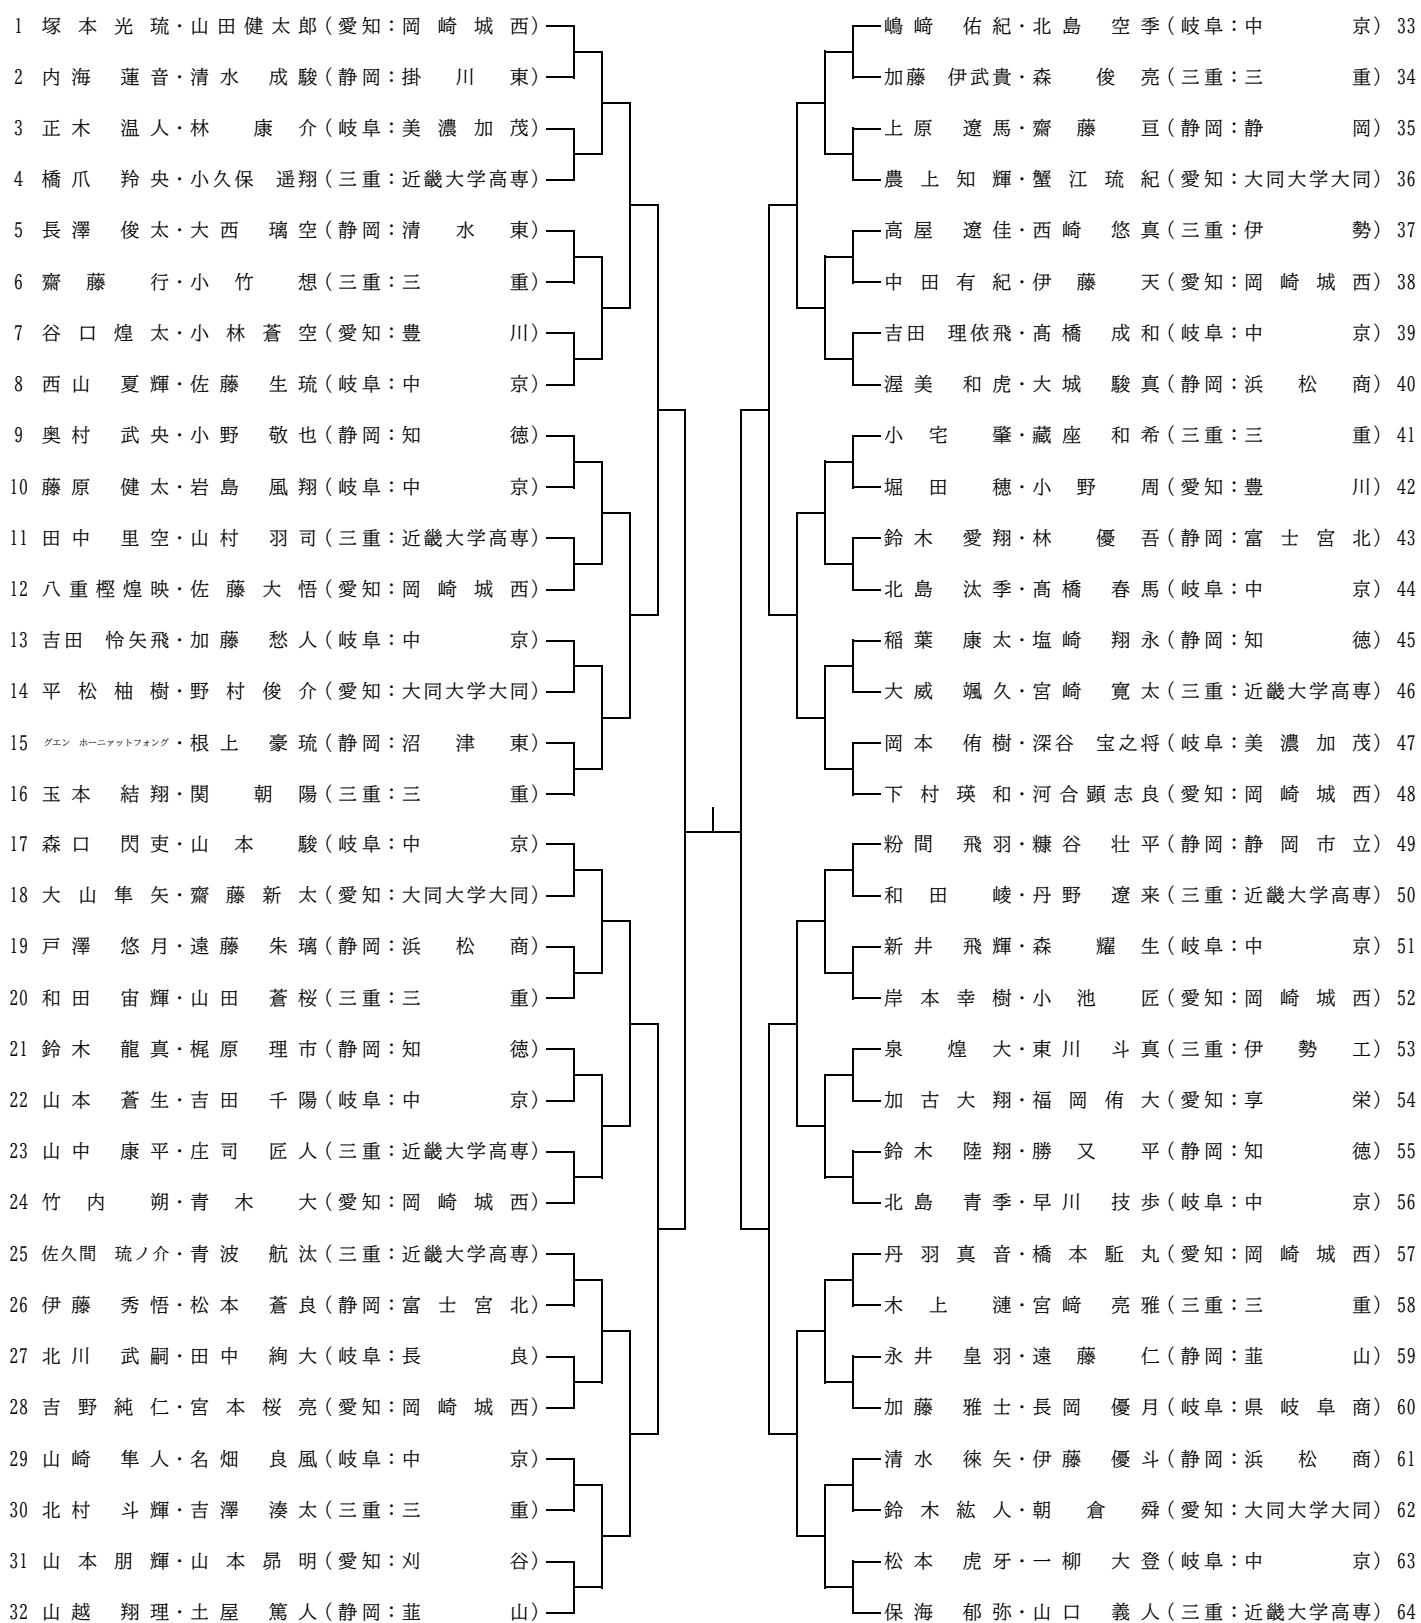 1 塚本光琉・山田健太郎(愛知:岡崎城西)
2 内海蓮音・清水成駿(静岡:掛川東)
3 正木温人・林康介(岐阜:美濃加茂)
4 橋爪羚央・小久保遥翔(三重:近畿大学高専)
5 長澤俊太・大西璃空(静岡:清水東)
6 齋藤行・小竹想(三重:三重)
7 谷口煌太・小林蒼空(愛知:豊川)
8 西山夏輝・佐藤生琉(岐阜:中京)
9 奥村武央・小野敬也(静岡:知徳)
10 藤原健太・岩島風翔(岐阜:中京)
11 田中里空・山村羽司(三重:近畿大学高専)
12 八重樫煌映・佐藤大悟(愛知:岡崎城西)
13 吉田怜矢飛・加藤愁人(岐阜:中京)
14 平松柚樹・野村俊介(愛知:大同大学大同)
15 グエン ホーニァットフォング・根上豪琉(静岡:沼津東)
16 玉本結翔・関朝陽(三重:三重)
17 森口閃吏・山本駿(岐阜:中京)
18 大山隼矢・齋藤新太(愛知:大同大学大同)
19 戸澤悠月・遠藤朱璃(静岡:浜松商)
20 和田宙輝・山田蒼桜(三重:三重)
21 鈴木龍真・梶原理市(静岡:知徳)
22 山本蒼生・吉田千陽(岐阜:中京)
23 山中康平・庄司匠人(三重:近畿大学高専)
24 竹内朔・青木大(愛知:岡崎城西)
25 佐久間琉ノ介・青波航汰(三重:近畿大学高専)
26 伊藤秀悟・松本蒼良(静岡:富士宮北)
27 北川武嗣・田中絢大(岐阜:長良)
28 吉野純仁・宮本桜亮(愛知:岡崎城西)
29 山崎隼人・名畑良風(岐阜:中京)
30 北村斗輝・吉澤湊太(三重:三重)
31 山本朋輝・山本昴明(愛知:刈谷)
32 山越翔理・土屋篤人(静岡:韮山)
嶋﨑佑紀・北島空季(岐阜:中京) 33
加藤伊武貴・森俊亮(三重:三重) 34
上原遼馬・齋藤亘(静岡:静岡) 35
農上知輝・蟹江琉紀(愛知:大同大学大同) 36
高屋遼佳・西崎悠真(三重:伊勢) 37
中田有紀・伊藤天(愛知:岡崎城西) 38
吉田理依飛・髙橋成和(岐阜:中京) 39
渥美和虎・大城駿真(静岡:浜松商) 40
小宅肇・藏座和希(三重:三重) 41
堀田穂・小野周(愛知:豊川) 42
鈴木愛翔・林優吾(静岡:富士宮北) 43
北島汰季・髙橋春馬(岐阜:中京) 44
稲葉康太・塩崎翔永(静岡:知徳) 45
大威颯久・宮崎寛太(三重:近畿大学高専) 46
岡本侑樹・深谷宝之将(岐阜:美濃加茂) 47
下村瑛和・河合顕志良(愛知:岡崎城西) 48
粉間飛羽・糠谷壮平(静岡:静岡市立) 49
和田崚・丹野遼来(三重:近畿大学高専) 50
新井飛輝・森耀生(岐阜:中京) 51
岸本幸樹・小池匠(愛知:岡崎城西) 52
泉煌大・東川斗真(三重:伊勢工) 53
加古大翔・福岡侑大(愛知:享栄) 54
鈴木陸翔・勝又平(静岡:知徳) 55
北島青季・早川技歩(岐阜:中京) 56
丹羽真音・橋本駈丸(愛知:岡崎城西) 57
木上漣・宮﨑亮雅(三重:三重) 58
永井皇羽・遠藤仁(静岡:韮山) 59
加藤雅士・長岡優月(岐阜:県岐阜商) 60
清水徠矢・伊藤優斗(静岡:浜松商) 61
鈴木紘人・朝倉舜(愛知:大同大学大同) 62
松本虎牙・一柳大登(岐阜:中京) 63
保海郁弥・山口義人(三重:近畿大学高専) 64